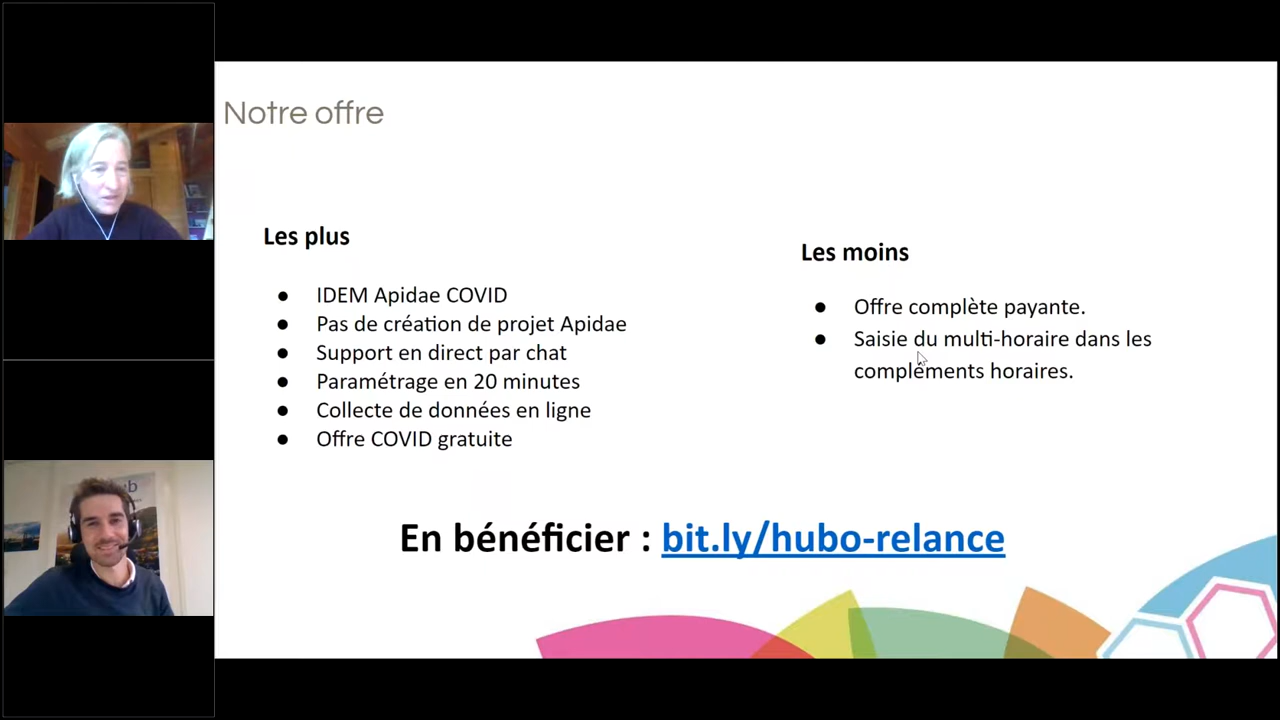 Notre offre
Les plus
● IDEM Apidae COVID
● Pas de création de projet Apidae
● Support en direct par chat
● Paramétrage en 20 minutes
● Collecte de données en ligne
● Offre COVID gratuite
Les moins
● Offre complète payante.
● Saisie du multi-horaire dans les
compléments horaires.
En bénéficier : bit.ly/hubo-relance